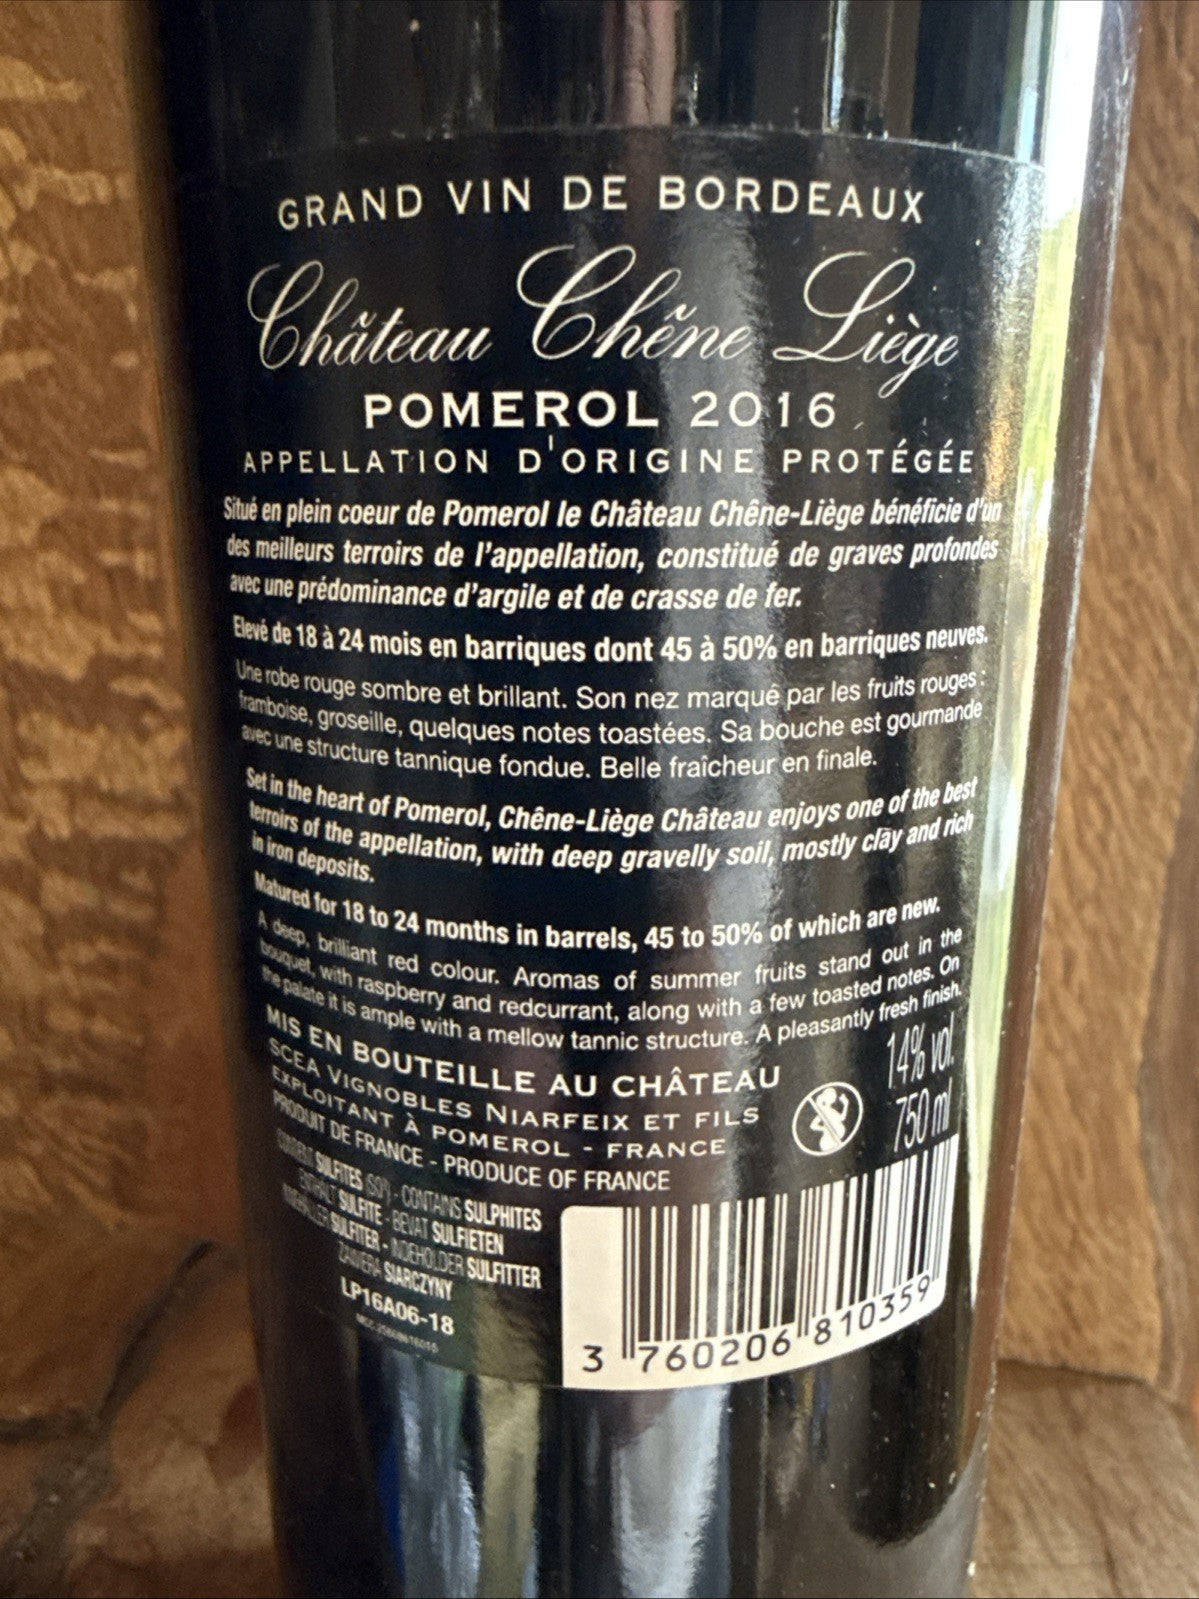 GRAND VIN DE BORDEAUX
Château Chêne Liège
POMEROL 2016
APPELLATION D'ORIGINE PROTÉGÉE
Situé en plein coeur de Pomerol le Château Chêne-Liège bénéficie d'un
des meilleurs terroirs de l'appellation, constitué de graves profondes
avec une prédominance d'argile et de crasse de fer.
Elevé de 18 à 24 mois en barriques dont 45 à 50% en barriques neuves.
Une robe rouge sombre et brillant. Son nez marqué par les fruits rouges :
framboise, groseille, quelques notes toastées. Sa bouche est gourmande
avec une structure tannique fondue. Belle fraîcheur en finale.
Set in the heart of Pomerol, Chêne-Liège Château enjoys one of the best
terroirs of the appellation, with deep gravelly soil, mostly clay and rich
in iron deposits.
Matured for 18 to 24 months in barrels, 45 to 50% of which are new.
A deep, brilliant red colour. Aromas of summer fruits stand out in the
bouquet, with raspberry and redcurrant, along with a few toasted notes. On
the palate it is ample with a mellow tannic structure. A pleasantly fresh finish.
MIS EN BOUTEILLE AU CHÂTEAU
SCEA VIGNOBLES NIARFEIX ET FILS
EXPLOITANT À POMEROL - FRANCE
PRODUIT DE FRANCE - PRODUCE OF FRANCE
14% vol.
750 ml
SULFITES - CONTAINS SULPHITES
ENTHÄLT SULFITE - BEVAT SULFIETEN
INNEHÅLLER SULFITER - INDEHOLDER SULFITTER
ZAWIERA SIARCZYNY
LP16A06-18
3 760206 810359